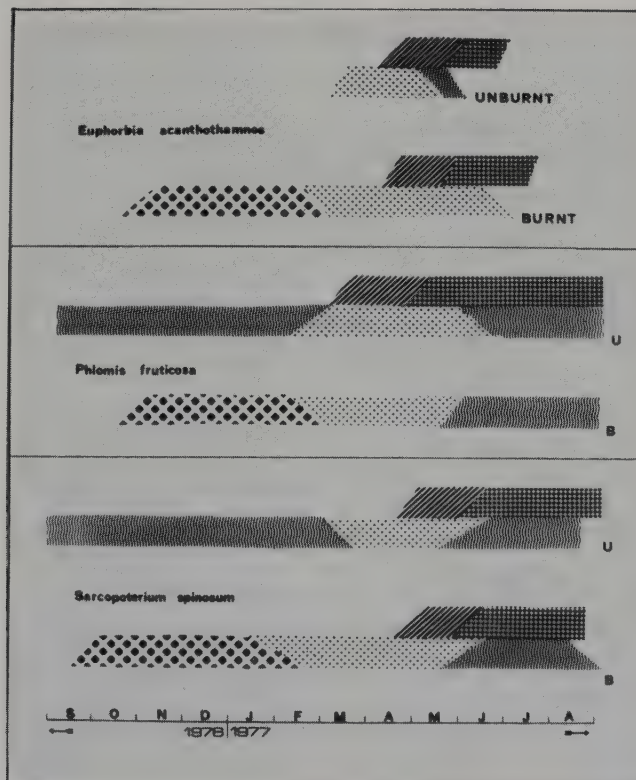 UNBURNT
Euphorbia acanthothamnos
BURNT
U
Phlomis fruticosa
B
U
Sarcopoterium spinosum
B
S O N D J F M A M J J A
1976 1977